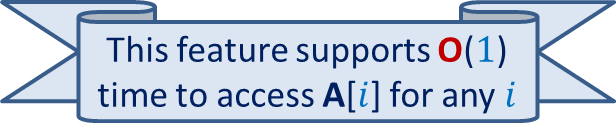 This feature supports O(1)
time to access A[i] for any i